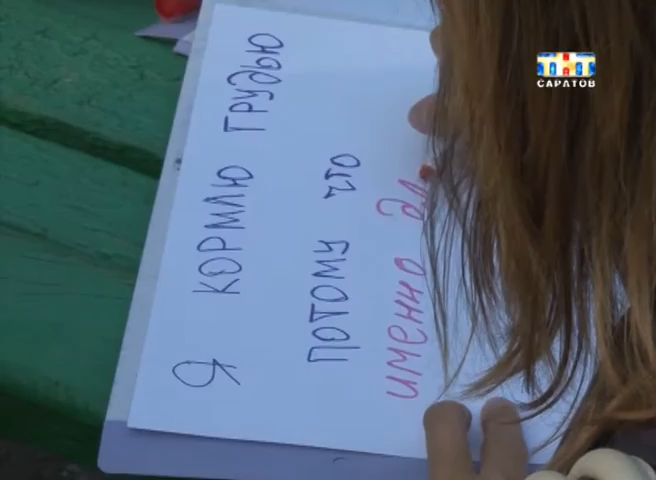 Я КОРМЛЮ ГРУДЬЮ
ПОТОМУ ЧТО
ИМЕННО
ТНТ
САРАТОВ